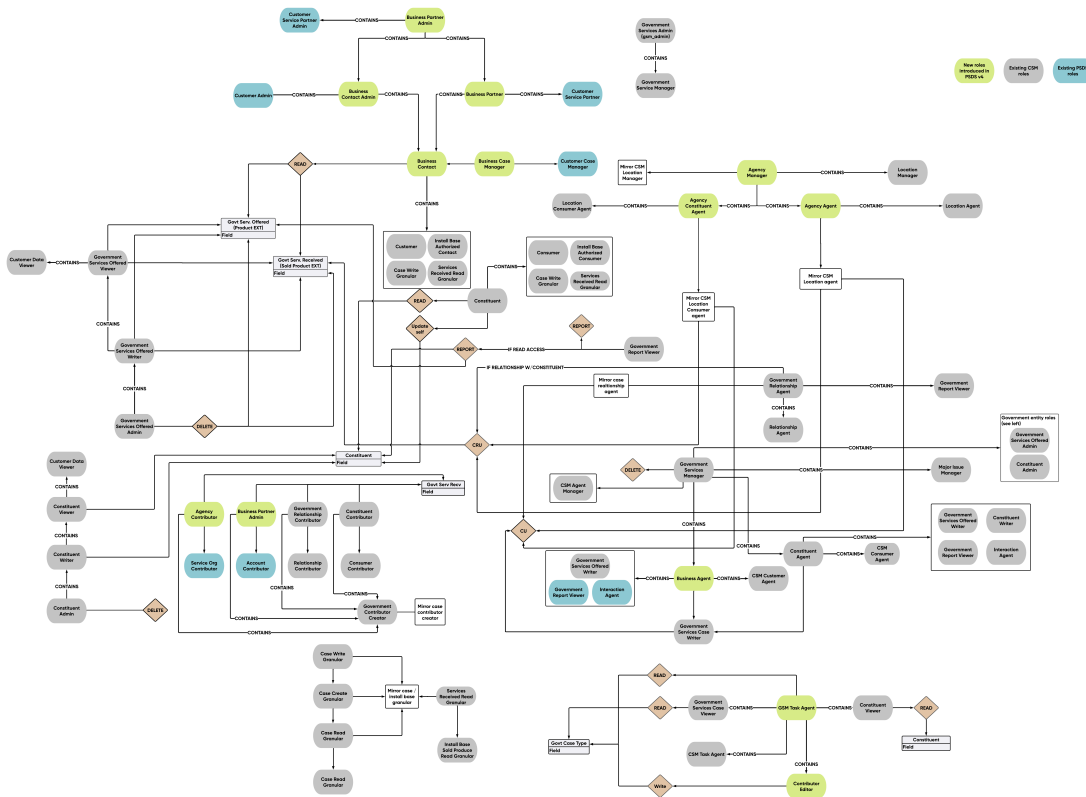 Customer
Service Partner
Admin
CONTAINS
Business Partner
Admin
CONTAINS
CONTAINS
Government
Services Admin
(gsm_admin)
CONTAINS
Government
Service Manager
New roles
introduced in
PSDS v4
Existing CSM
roles
Existing PSDS
roles
Customer Admin
CONTAINS
Business
Contact Admin
CONTAINS
CONTAINS
Business Partner
CONTAINS
Customer
Service Partner
READ
Business
Contact
Business Case
Manager
Customer Case
Manager
CONTAINS
Mirror CSM
Location
Manager
Agency
Manager
CONTAINS
Location
Manager
Location
Consumer Agent
CONTAINS
Agency
Constituent
Agent
CONTAINS
CONTAINS
Agency Agent
CONTAINS
Location Agent
Govt Serv. Offered
(Product EXT)
Field
Govt Serv. Received
(Sold Product EXT)
Field
Customer Data
Viewer
CONTAINS
Government
Services Offered
Viewer
Customer
Install Base
Authorized
Contact
Case Write
Granular
Services
Received Read
Granular
CONTAINS
Consumer
Install Base
Authorized
Consumer
Case Write
Granular
Services
Received Read
Granular
Mirror CSM
Location agent
Mirror CSM
Location
Consumer
agent
READ
Constituent
Update
self
CONTAINS
Government
Services Offered
Writer
REPORT
REPORT
IF READ ACCESS
Government
Report Viewer
IF RELATIONSHIP W/CONSTITUENT
Mirror case
realtionship
agent
Government
Relationship
Agent
CONTAINS
Government
Report Viewer
CONTAINS
Relationship
Agent
CONTAINS
Government
Services Offered
Admin
DELETE
CRU
Constituent
Field
Government entity roles
(see left)
Government
Services Offered
Admin
Constituent
Admin
CONTAINS
Customer Data
Viewer
CONTAINS
Constituent
Viewer
CONTAINS
Constituent
Writer
CONTAINS
Constituent
Admin
DELETE
Govt Serv Recv
Field
Agency
Contributor
Business Partner
Admin
Government
Relationship
Contributor
Constituent
Contributor
Service Org
Contributor
Account
Contributor
Relationship
Contributor
Consumer
Contributor
CONTAINS
CONTAINS
CONTAINS
CONTAINS
Government
Contributor
Creator
Mirror case
contributor
creator
DELETE
Government
Services
Manager
CONTAINS
Major Issue
Manager
CSM Agent
Manager
CONTAINS
CU
CONTAINS
Government
Services Offered
Writer
Government
Report Viewer
Interaction
Agent
CONTAINS
Business Agent
CONTAINS
CSM Customer
Agent
Constituent
Agent
CONTAINS
CSM
Consumer
Agent
CONTAINS
Government
Services Offered
Writer
Constituent
Writer
Government
Report Viewer
Interaction
Agent
Government
Services Case
Writer
Case Write
Granular
Case Create
Granular
Case Read
Granular
Case Read
Granular
Mirror case /
install base
granular
Services
Received Read
Granular
Install Base
Sold Produce
Read Granular
READ
READ
Government
Services Case
Viewer
CONTAINS
OSM Task Agent
CONTAINS
Constituent
Viewer
READ
Constituent
Field
Govt Case Type
Field
CSM Task Agent
CONTAINS
CONTAINS
Write
Contributor
Editor